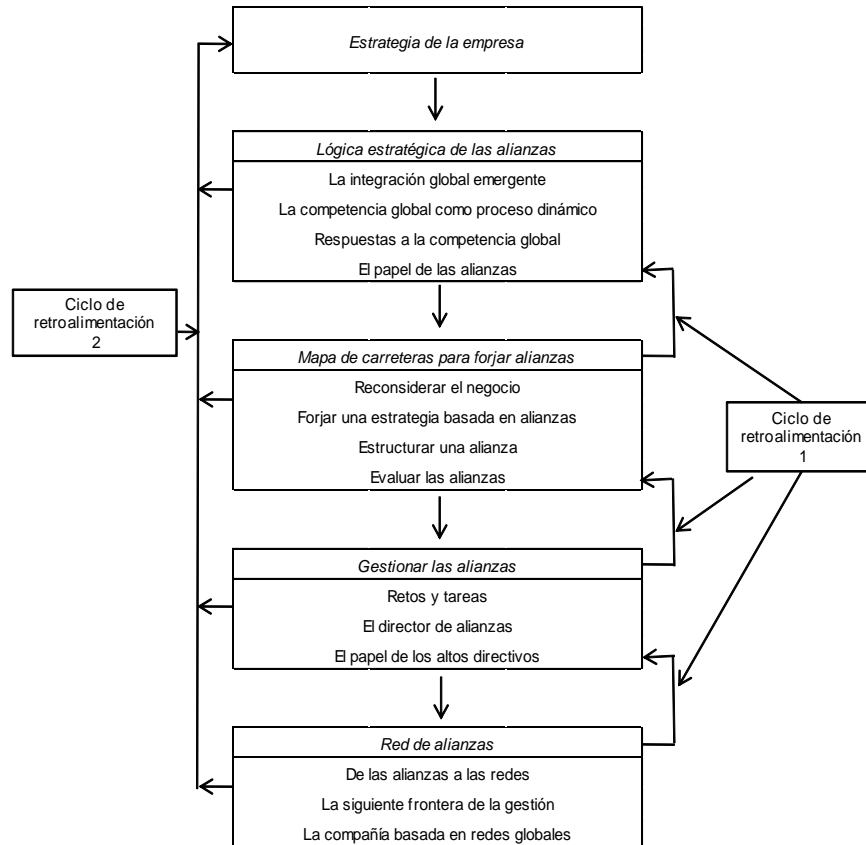 Estrategia de la empresa
Lógica estratégica de las alianzas
La integración global emergente
La competencia global como proceso dinámico
Respuestas a la competencia global
El papel de las alianzas
Ciclo de
retroalimentación
2
Mapa de carreteras para forjar alianzas
Reconsiderar el negocio
Forjar una estrategia basada en alianzas
Estructurar una alianza
Evaluar las alianzas
Ciclo de
retroalimentación
1
Gestionar las alianzas
Retos y tareas
El director de alianzas
El papel de los altos directivos
Red de alianzas
De las alianzas a las redes
La siguiente frontera de la gestión
La compañía basada en redes globales